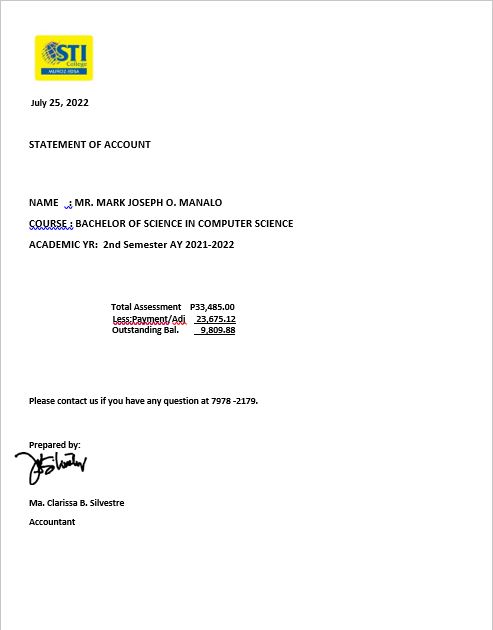 STI
College
MUÑOZ-EDSA
July 25, 2022
STATEMENT OF ACCOUNT
NAME : MR. MARK JOSEPH O. MANALO
COURSE : BACHELOR OF SCIENCE IN COMPUTER SCIENCE
ACADEMIC YR: 2nd Semester AY 2021-2022
Total Assessment P33,485.00
Less:Payment/Adj 23,675.12
Outstanding Bal. 9,809.88
Please contact us if you have any question at 7978 -2179.
Prepared by:
Ma. Clarissa B. Silvestre
Accountant